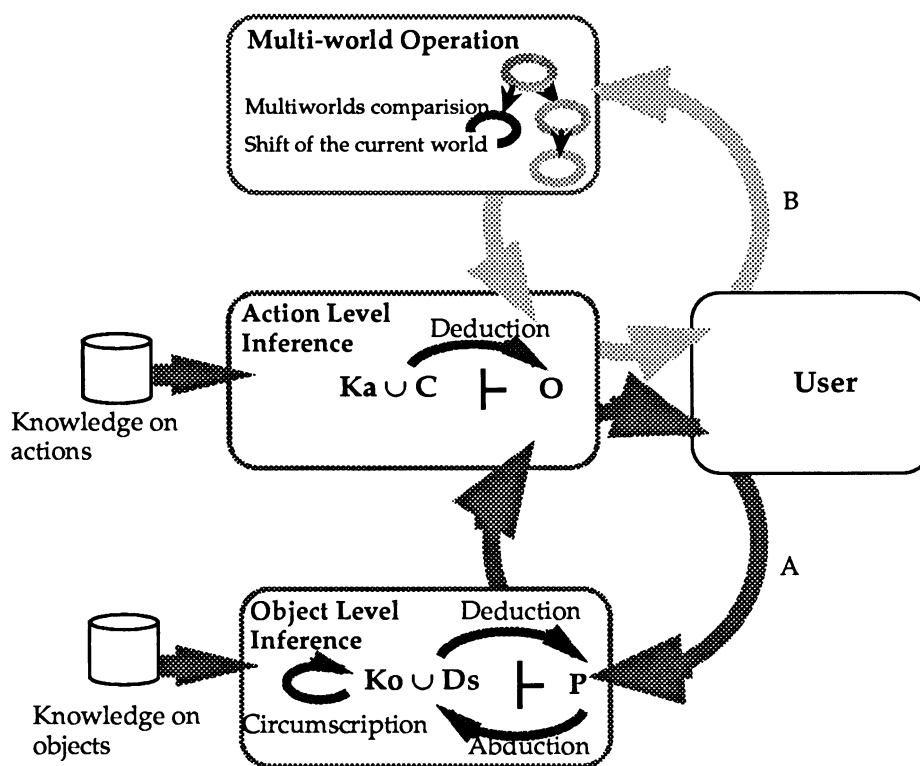 Multi-world Operation
Multiworlds comparision
Shift of the current world
B
Action Level
Inference
Deduction
Ka ∪ C ⊢ O
User
Knowledge on
actions
A
Object Level
Inference
Deduction
Ko ∪ Ds ⊢ P
Circumscription
Abduction
Knowledge on
objects